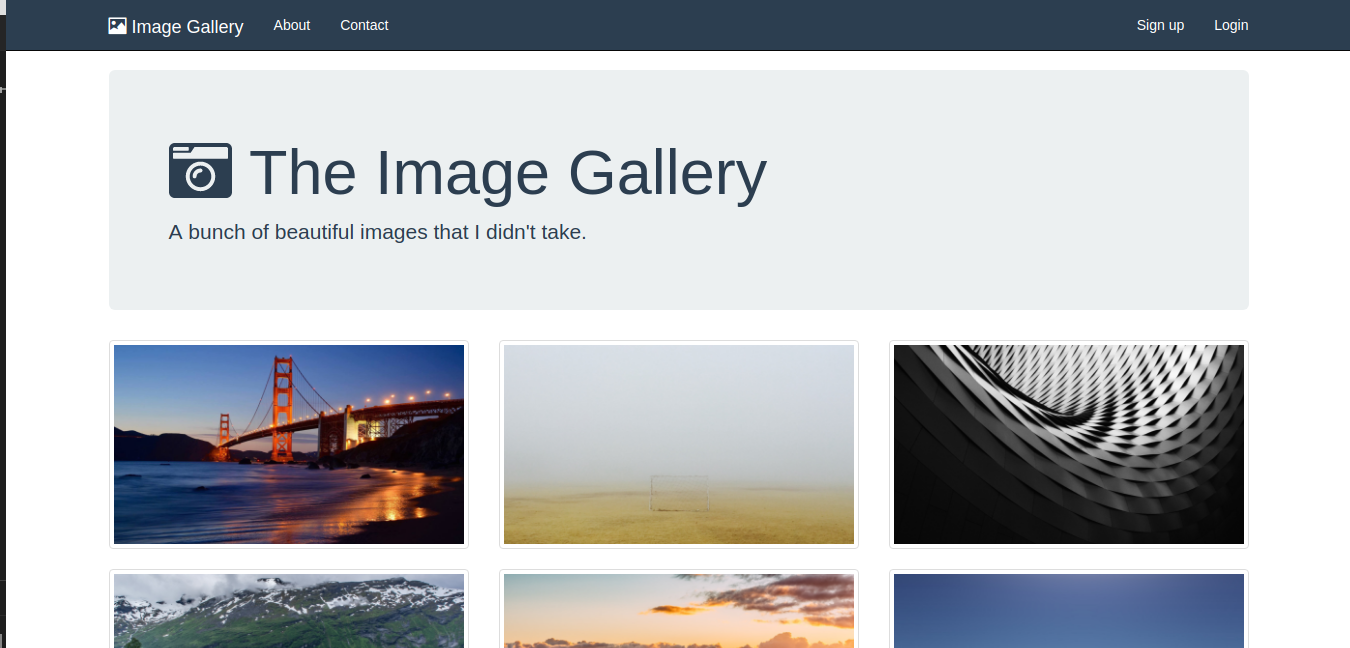 Image Gallery About Contact Sign up Login
The Image Gallery
A bunch of beautiful images that I didn't take.